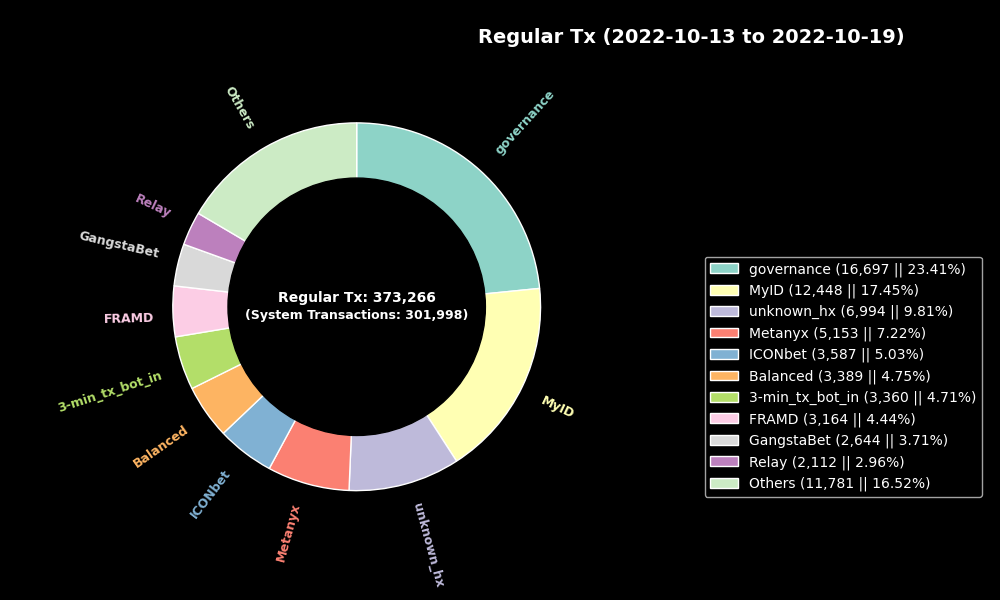 Regular Tx (2022-10-13 to 2022-10-19)
governance
Others
Relay
GangstaBet
FRAMD
3-min_tx_bot_in
Balanced
ICONbet
Metanyx
unknown_hx
MyID
Regular Tx: 373,266
(System Transactions: 301,998)
governance (16,697 || 23.41%)
MyID (12,448 || 17.45%)
unknown_hx (6,994 || 9.81%)
Metanyx (5,153 || 7.22%)
ICONbet (3,587 || 5.03%)
Balanced (3,389 || 4.75%)
3-min_tx_bot_in (3,360 || 4.71%)
FRAMD (3,164 || 4.44%)
GangstaBet (2,644 || 3.71%)
Relay (2,112 || 2.96%)
Others (11,781 || 16.52%)